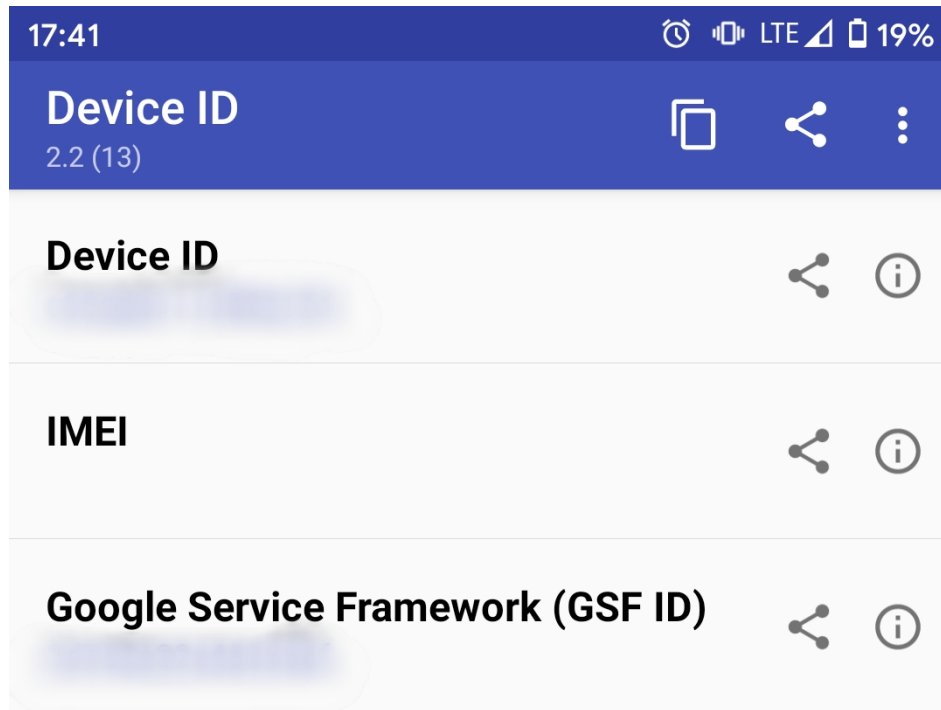 17:41 LTE 19%
Device ID
2.2 (13)
Device ID
IMEI
Google Service Framework (GSF ID)